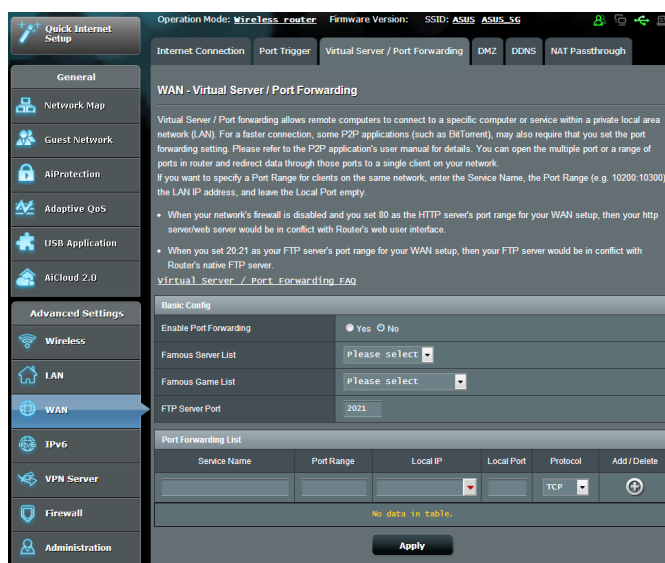 Operation Mode: Wireless router Firmware Version: SSID: ASUS ASUS_5G
Quick Internet
Setup
Internet Connection Port Trigger Virtual Server / Port Forwarding DMZ DDNS NAT Passthrough
General
Network Map
Guest Network
AiProtection
Adaptive QoS
USB Application
AiCloud 2.0
Advanced Settings
Wireless
LAN
WAN
IPv6
VPN Server
Firewall
Administration
WAN - Virtual Server / Port Forwarding
Virtual Server / Port forwarding allows remote computers to connect to a specific computer or service within a private local area
network (LAN). For a faster connection, some P2P applications (such as BitTorrent), may also require that you set the port
forwarding setting. Please refer to the P2P application's user manual for details. You can open the multiple port or a range of
ports in router and redirect data through those ports to a single client on your network.
If you want to specify a Port Range for clients on the same network, enter the Service Name, the Port Range (e.g. 10200:10300)
the LAN IP address, and leave the Local Port empty.
• When your network's firewall is disabled and you set 80 as the HTTP server's port range for your WAN setup, then your http
server/web server would be in conflict with Router's web user interface.
• When you set 20:21 as your FTP server's port range for your WAN setup, then your FTP server would be in conflict with
Router's native FTP server.
Virtual Server / Port Forwarding FAQ
Basic Config
Enable Port Forwarding Yes No
Famous Server List Please select
Famous Game List Please select
FTP Server Port 2021
Port Forwarding List
Service Name Port Range Local IP Local Port Protocol Add / Delete
TCP
No data in table.
Apply